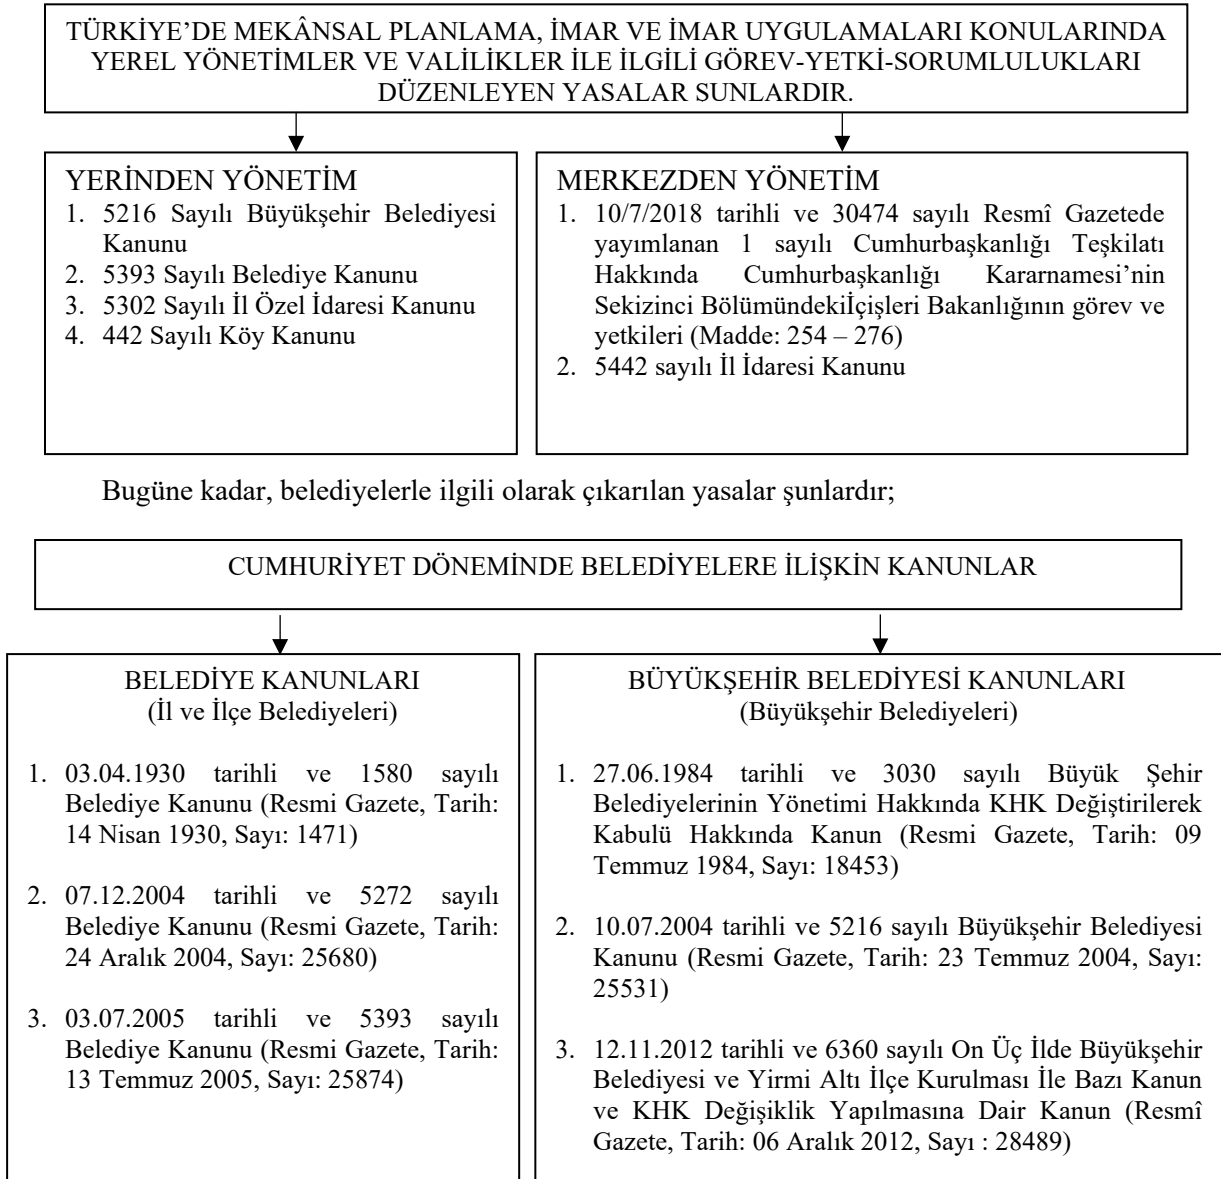 TÜRKİYE’DE MEKÂNSAL PLANLAMA, İMAR VE İMAR UYGULAMALARI KONULARINDA
YEREL YÖNETİMLER VE VALİLİKLER İLE İLGİLİ GÖREV-YETKİ-SORUMLULUKLARI
DÜZENLEYEN YASALAR SUNLARDIR.
YERİNDEN YÖNETİM
1. 5216 Sayılı Büyükşehir Belediyesi
Kanunu
2. 5393 Sayılı Belediye Kanunu
3. 5302 Sayılı İl Özel İdaresi Kanunu
4. 442 Sayılı Köy Kanunu
MERKEZDEN YÖNETİM
1. 10/7/2018 tarihli ve 30474 sayılı Resmî Gazetede
yayımlanan 1 sayılı Cumhurbaşkanlığı Teşkilatı
Hakkında Cumhurbaşkanlığı Kararnamesi’nin
Sekizinci Bölümündekiİçişleri Bakanlığının görev ve
yetkileri (Madde: 254 – 276)
2. 5442 sayılı İl İdaresi Kanunu
Bugüne kadar, belediyelerle ilgili olarak çıkarılan yasalar şunlardır;
CUMHURİYET DÖNEMİNDE BELEDİYELERE İLİŞKİN KANUNLAR
BELEDİYE KANUNLARI
(İl ve İlçe Belediyeleri)
1. 03.04.1930 tarihli ve 1580 sayılı
Belediye Kanunu (Resmi Gazete, Tarih:
14 Nisan 1930, Sayı: 1471)
2. 07.12.2004 tarihli ve 5272 sayılı
Belediye Kanunu (Resmi Gazete, Tarih:
24 Aralık 2004, Sayı: 25680)
3. 03.07.2005 tarihli ve 5393 sayılı
Belediye Kanunu (Resmi Gazete, Tarih:
13 Temmuz 2005, Sayı: 25874)
BÜYÜKŞEHİR BELEDİYESİ KANUNLARI
(Büyükşehir Belediyeleri)
1. 27.06.1984 tarihli ve 3030 sayılı Büyük Şehir
Belediyelerinin Yönetimi Hakkında KHK Değiştirilerek
Kabulü Hakkında Kanun (Resmi Gazete, Tarih: 09
Temmuz 1984, Sayı: 18453)
2. 10.07.2004 tarihli ve 5216 sayılı Büyükşehir Belediyesi
Kanunu (Resmi Gazete, Tarih: 23 Temmuz 2004, Sayı:
25531)
3. 12.11.2012 tarihli ve 6360 sayılı On Üç İlde Büyükşehir
Belediyesi ve Yirmi Altı İlçe Kurulması İle Bazı Kanun
ve KHK Değişiklik Yapılmasına Dair Kanun (Resmî
Gazete, Tarih: 06 Aralık 2012, Sayı : 28489)